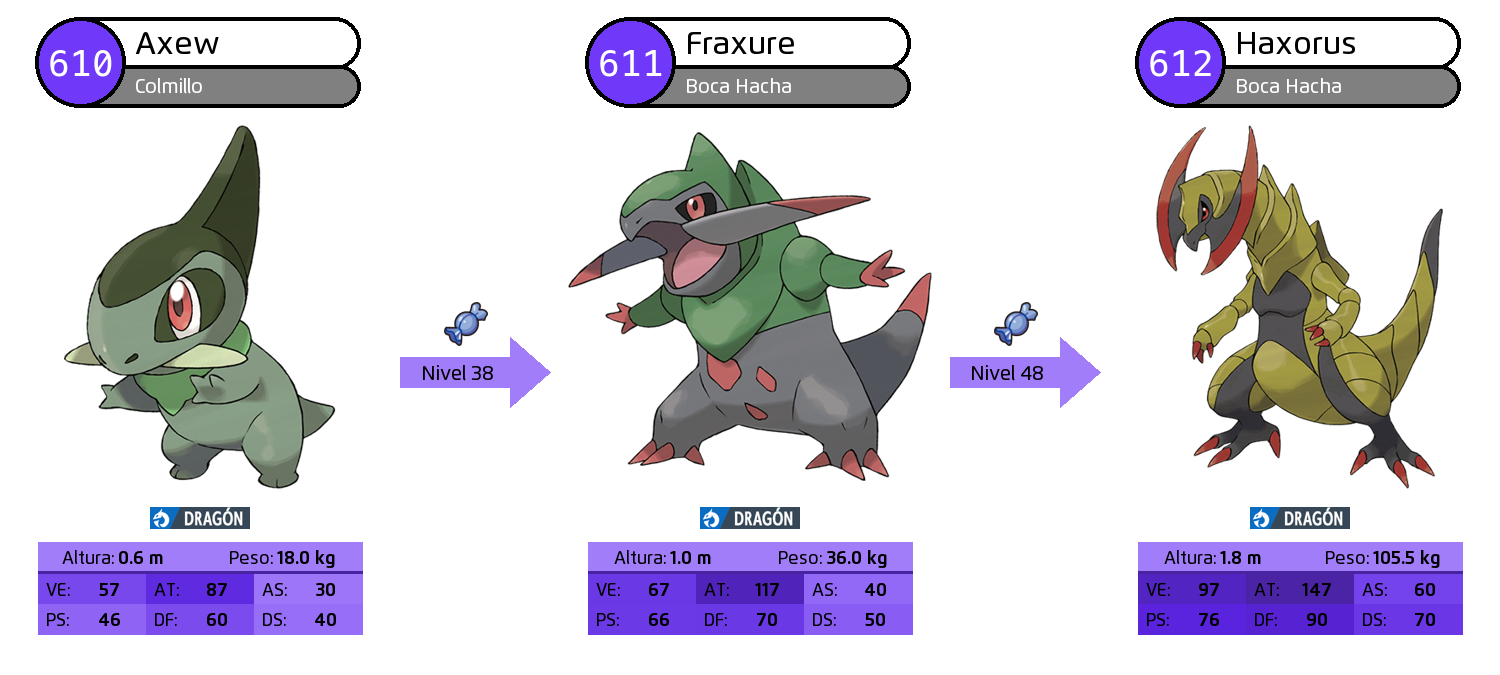 610
Axew
Colmillo
611
Fraxure
Boca Hacha
612
Haxorus
Boca Hacha
Nivel 38
Nivel 48
DRAGÓN
DRAGÓN
DRAGÓN
Altura: 0.6 m Peso: 18.0 kg
VE: 57 AT: 87 AS: 30
PS: 46 DF: 60 DS: 40
Altura: 1.0 m Peso: 36.0 kg
VE: 67 AT: 117 AS: 40
PS: 66 DF: 70 DS: 50
Altura: 1.8 m Peso: 105.5 kg
VE: 97 AT: 147 AS: 60
PS: 76 DF: 90 DS: 70